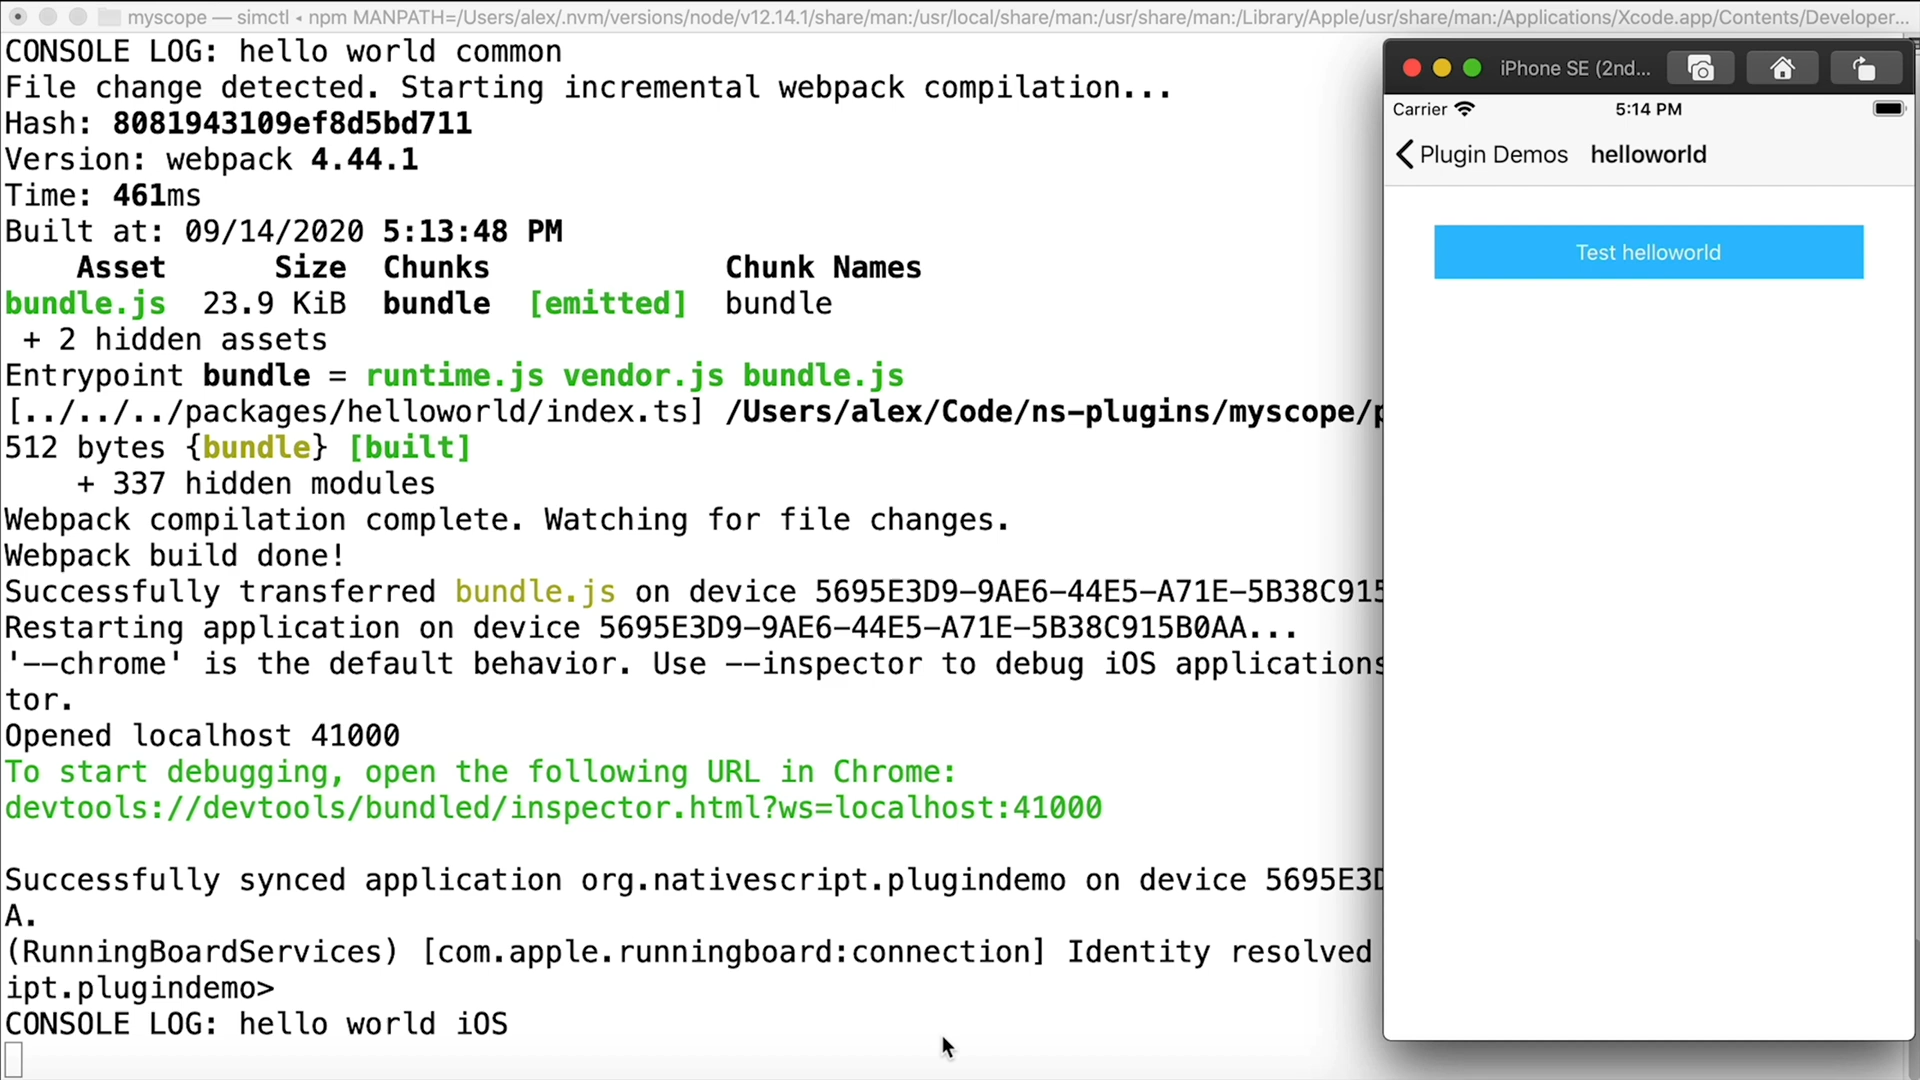 myscope — simctl ◂ npm MANPATH=/Users/alex/.nvm/versions/node/v12.14.1/share/man:/usr/local/share/man:/usr/share/man:/Library/Apple/usr/share/man:/Applications/Xcode.app/Contents/Developer...
CONSOLE LOG: hello world common
File change detected. Starting incremental webpack compilation...
Hash: 8081943109ef8d5bd711
Version: webpack 4.44.1
Time: 461ms
Built at: 09/14/2020 5:13:48 PM
Asset Size Chunks Chunk Names
bundle.js 23.9 KiB bundle [emitted] bundle
+ 2 hidden assets
Entrypoint bundle = runtime.js vendor.js bundle.js
[../../../packages/helloworld/index.ts] /Users/alex/Code/ns-plugins/myscope/p
512 bytes {bundle} [built]
+ 337 hidden modules
Webpack compilation complete. Watching for file changes.
Webpack build done!
Successfully transferred bundle.js on device 5695E3D9-9AE6-44E5-A71E-5B38C915
Restarting application on device 5695E3D9-9AE6-44E5-A71E-5B38C915B0AA...
'--chrome' is the default behavior. Use --inspector to debug iOS applications
tor.
Opened localhost 41000
To start debugging, open the following URL in Chrome:
devtools://devtools/bundled/inspector.html?ws=localhost:41000
Successfully synced application org.nativescript.plugindemo on device 5695E3D
A.
(RunningBoardServices) [com.apple.runningboard:connection] Identity resolved
ipt.plugindemo>
CONSOLE LOG: hello world iOS
iPhone SE (2nd...
Carrier 5:14 PM
Plugin Demos helloworld
Test helloworld